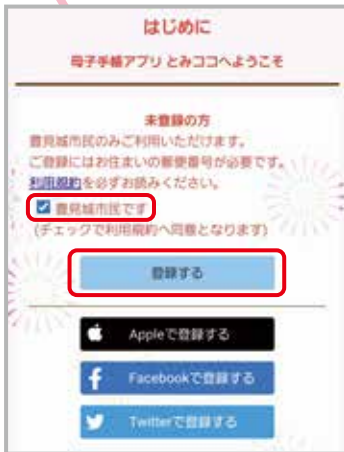 はじめに
母子手帳アプリ とみココへようこそ
未登録の方
豊見城市民のみご利用いただけます。
ご登録にはお住まいの郵便番号が必要です。
利用規約を必ずお読みください。
豊見城市民です
(チェックで利用規約へ同意となります)
登録する
Appleで登録する
Facebookで登録する
Twitterで登録する